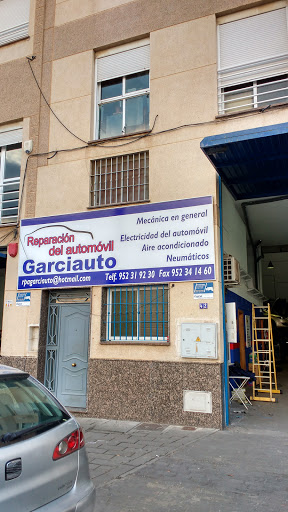 Reparación
del automóvil
Garciauto
rpagarciauto@hotmail.com
Telf. 952 31 92 30 Fax 952 34 14 60
Mecánica en general
Electricidad del automóvil
Aire acondicionado
Neumáticos